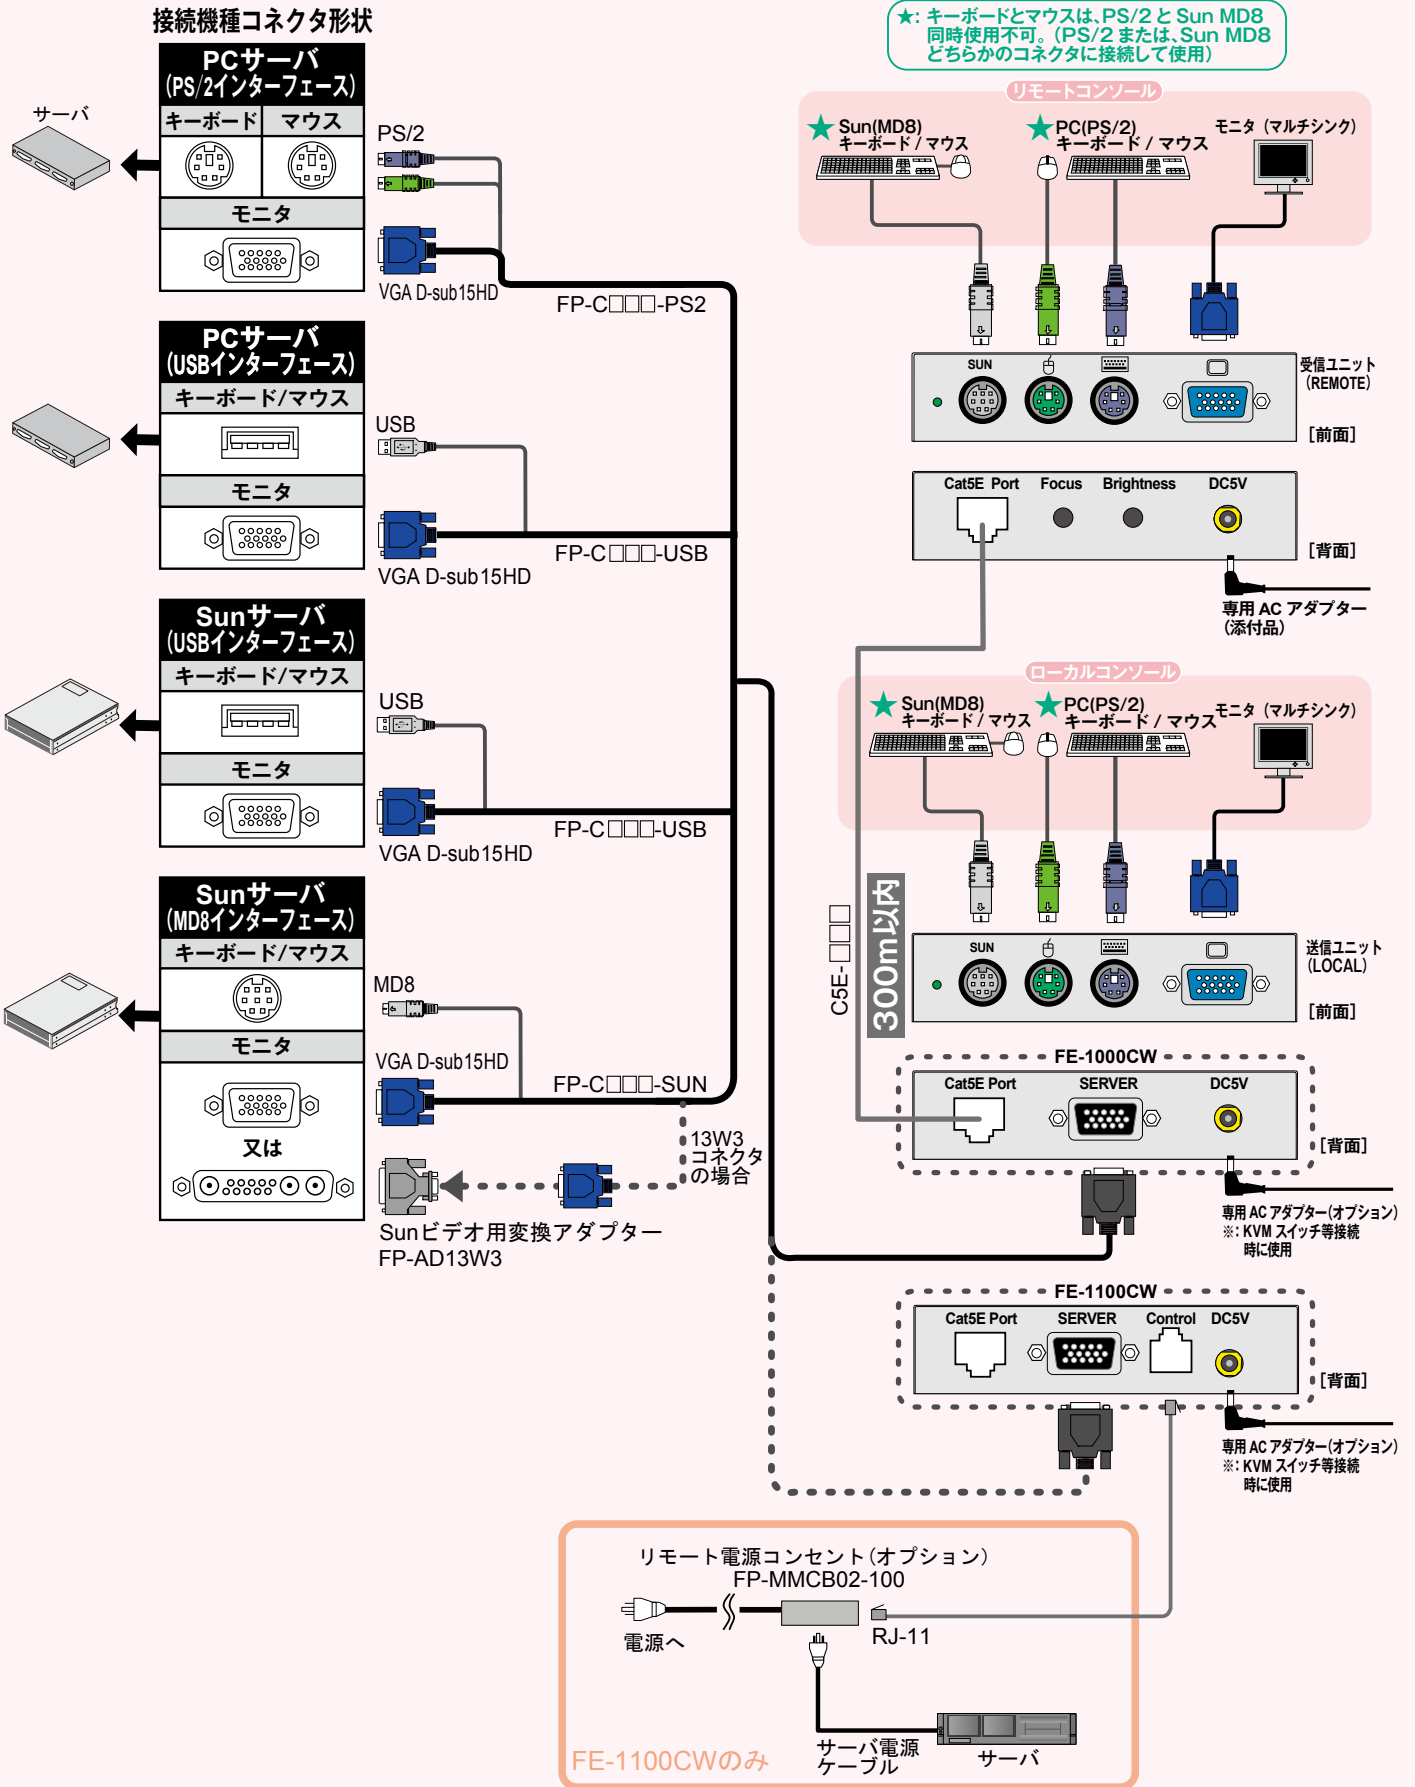 接続機種コネクタ形状
PCサーバ
(PS/2インターフェース)
キーボード
マウス
モニタ
サーバ
PS/2
VGA D-sub15HD
FP-C□□□-PS2
PCサーバ
(USBインターフェース)
キーボード/マウス
モニタ
USB
VGA D-sub15HD
FP-C□□□-USB
Sunサーバ
(USBインターフェース)
キーボード/マウス
モニタ
USB
VGA D-sub15HD
FP-C□□□-USB
Sunサーバ
(MD8インターフェース)
キーボード/マウス
モニタ
又は
MD8
VGA D-sub15HD
FP-C□□□-SUN
13W3
コネクタ
の場合
Sunビデオ用変換アダプター
FP-AD13W3
★: キーボードとマウスは、PS/2 と Sun MD8
同時使用不可。(PS/2 または、Sun MD8
どちらかのコネクタに接続して使用)
リモートコンソール
★ Sun(MD8)
キーボード / マウス
★ PC(PS/2)
キーボード / マウス
モニタ (マルチシンク)
SUN
受信ユニット
(REMOTE)
[前面]
Cat5E Port
Focus
Brightness
DC5V
[背面]
専用 AC アダプター
(添付品)
ローカルコンソール
★ Sun(MD8)
キーボード / マウス
★ PC(PS/2)
キーボード / マウス
モニタ (マルチシンク)
C5E-□□□
300m以内
SUN
送信ユニット
(LOCAL)
[前面]
FE-1000CW
Cat5E Port
SERVER
DC5V
[背面]
専用 AC アダプター(オプション)
※: KVM スイッチ等接続
時に使用
FE-1100CW
Cat5E Port
SERVER
Control
DC5V
[背面]
専用 AC アダプター(オプション)
※: KVM スイッチ等接続
時に使用
リモート電源コンセント(オプション)
FP-MMCB02-100
電源へ
RJ-11
サーバ電源
ケーブル
サーバ
FE-1100CWのみ